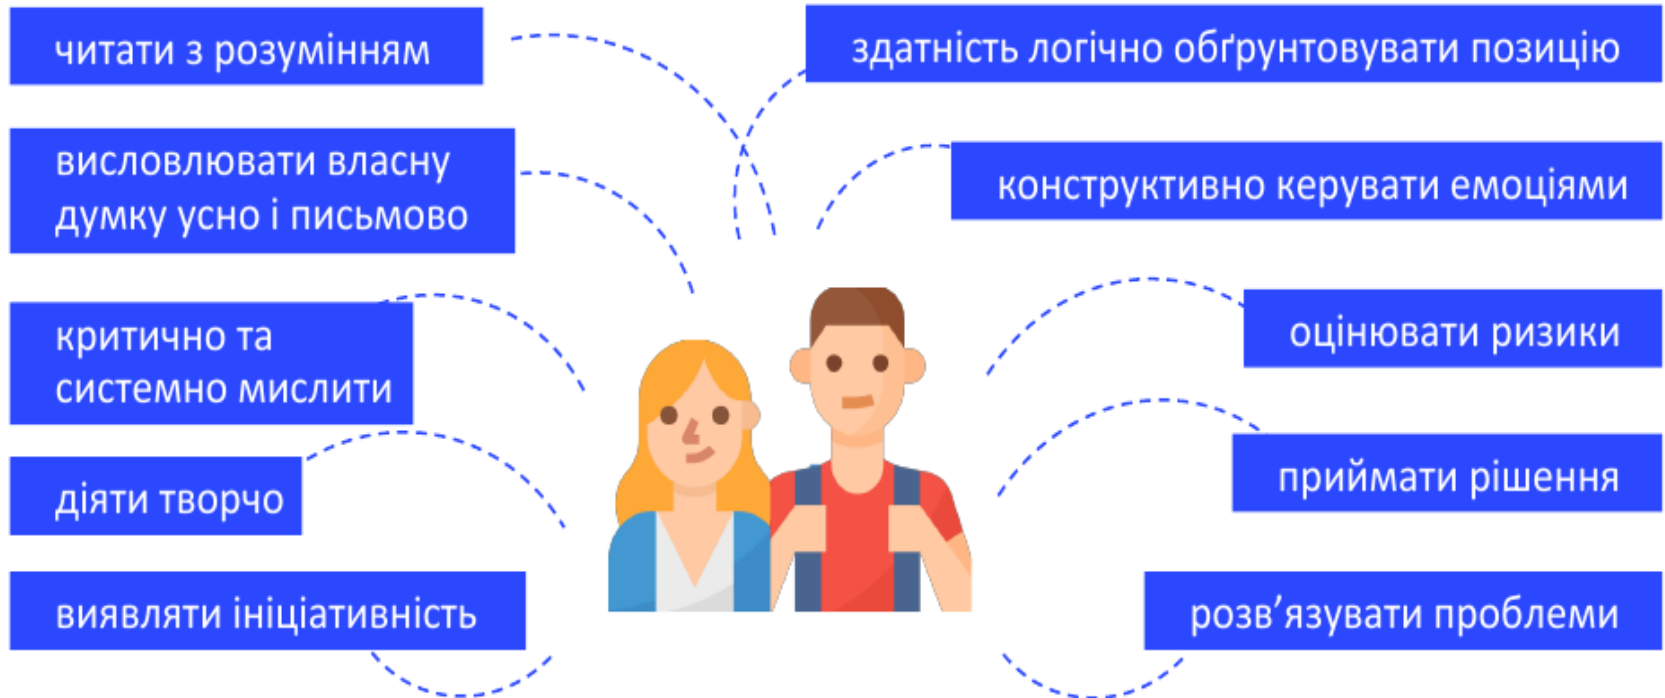 читати з розумінням
висловлювати власну
думку усно і письмово
критично та
системно мислити
діяти творчо
виявляти ініціативність
здатність логічно обґрунтовувати позицію
конструктивно керувати емоціями
оцінювати ризики
приймати рішення
розв’язувати проблеми